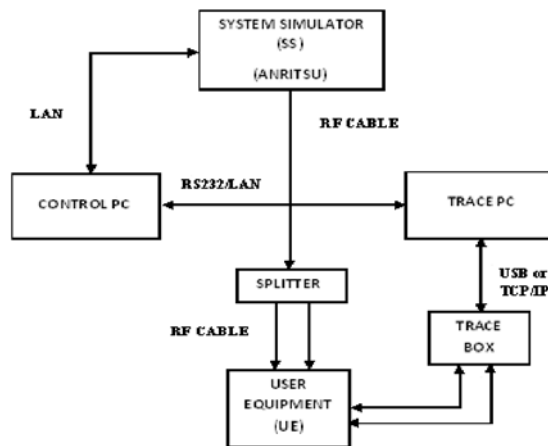 SYSTEM SIMULATOR
(SS)
(ANRITSU)
LAN
RF CABLE
RS232/LAN
CONTROL PC
TRACE PC
USB or
TCP/IP
SPLITTER
RF CABLE
TRACE
BOX
USER
EQUIPMENT
(UE)